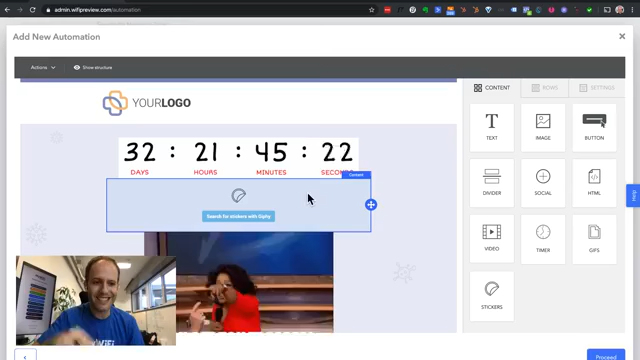 admin.wifipreview.com/automation
Add New Automation
Actions
Show structure
CONTENT
ROWS
SETTINGS
YOURLOGO
32 : 21 : 45 : 22
DAYS
HOURS
MINUTES
SECONDS
Content
Search for stickers with Giphy
TEXT
IMAGE
BUTTON
DIVIDER
SOCIAL
HTML
VIDEO
TIMER
GIFS
STICKERS
Help
Proceed